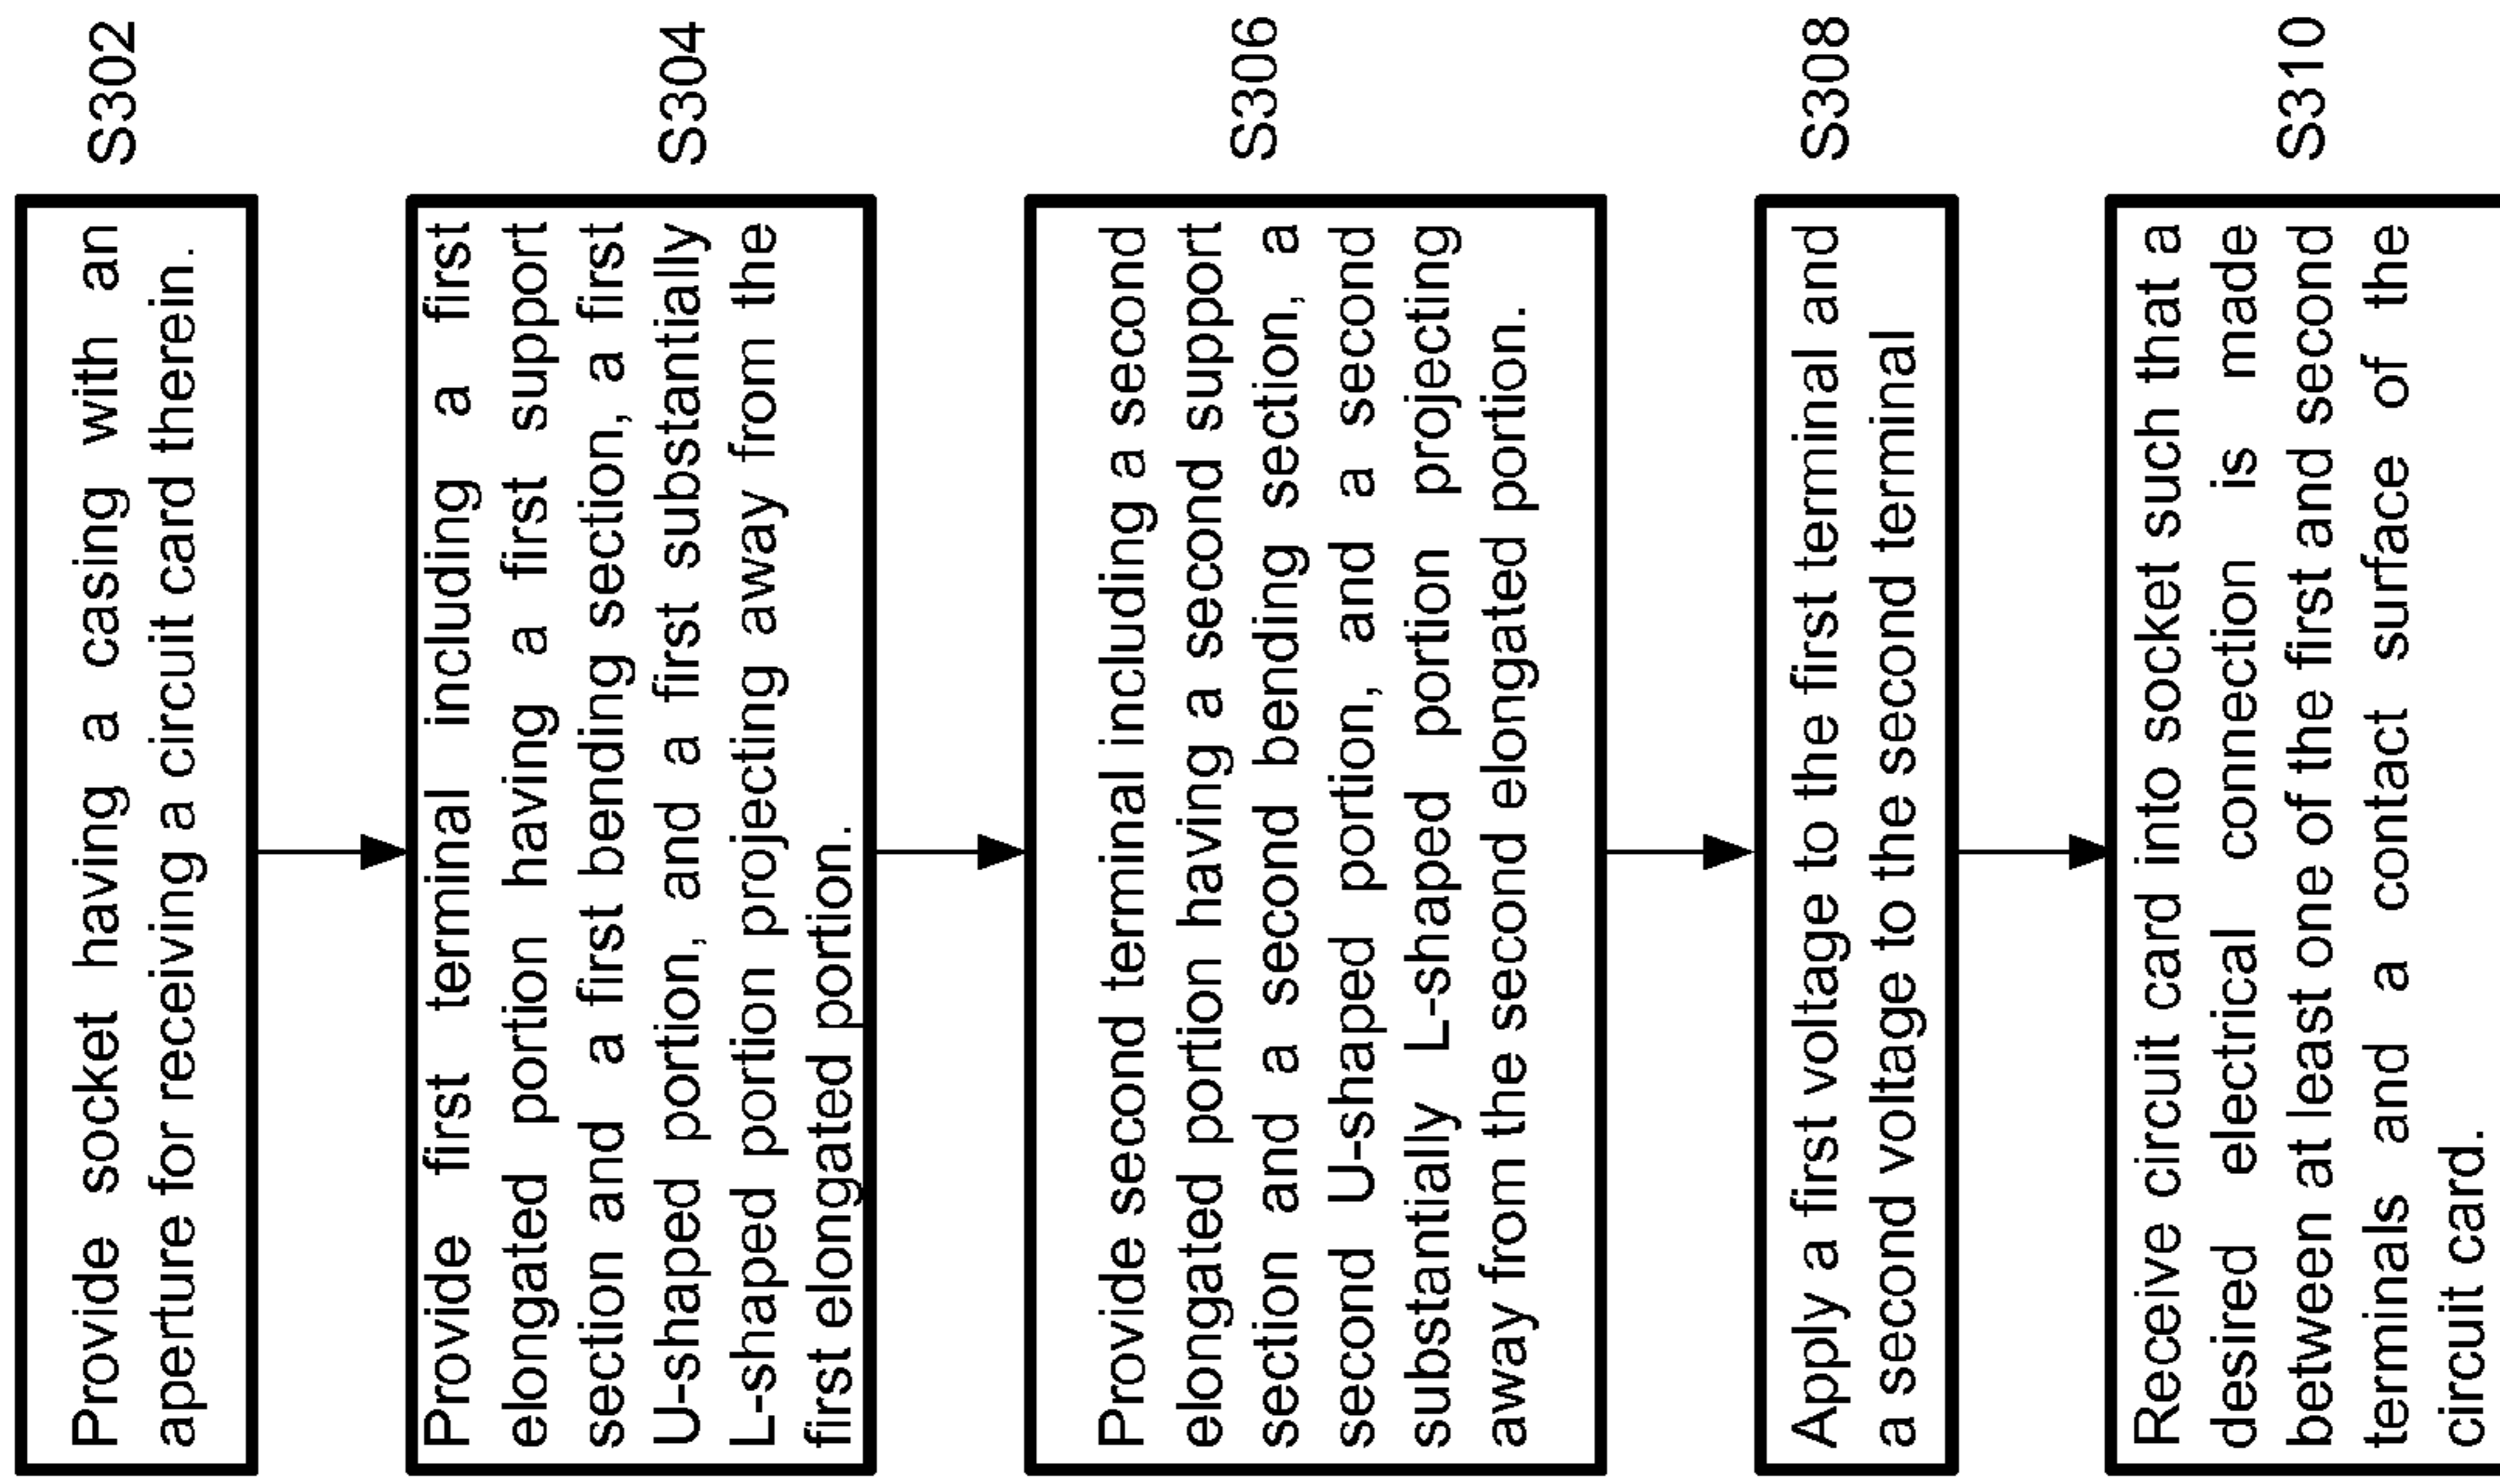 Provide socket having a casing with an
aperture for receiving a circuit card therein.
S302
Provide first terminal including a first
elongated portion having a first support
section and a first bending section, a first
U-shaped portion, and a first substantially
L-shaped portion projecting away from the
first elongated portion.
S304
Provide second terminal including a second
elongated portion having a second support
section and a second bending section, a
second U-shaped portion, and a second
substantially L-shaped portion projecting
away from the second elongated portion.
S306
Apply a first voltage to the first terminal and
a second voltage to the second terminal
S308
Receive circuit card into socket such that a
desired electrical connection is made
between at least one of the first and second
terminals and a contact surface of the
circuit card.
S310